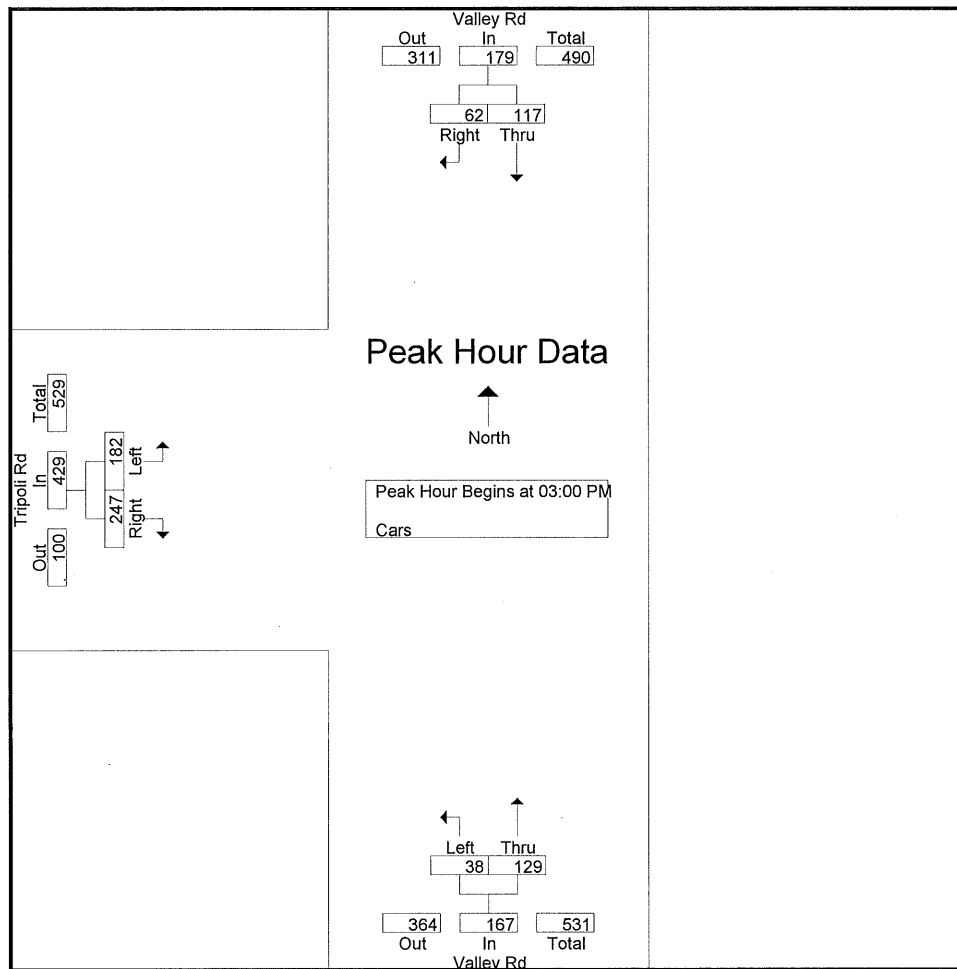 Valley Rd
Out In Total
311 179 490
62 117
Right Thru
Peak Hour Data
North
Peak Hour Begins at 03:00 PM
Cars
Tripoli Rd
Out In Total
100 429 529
247 182
Right Left
Left Thru
38 129
364 167 531
Out In Total
Valley Rd